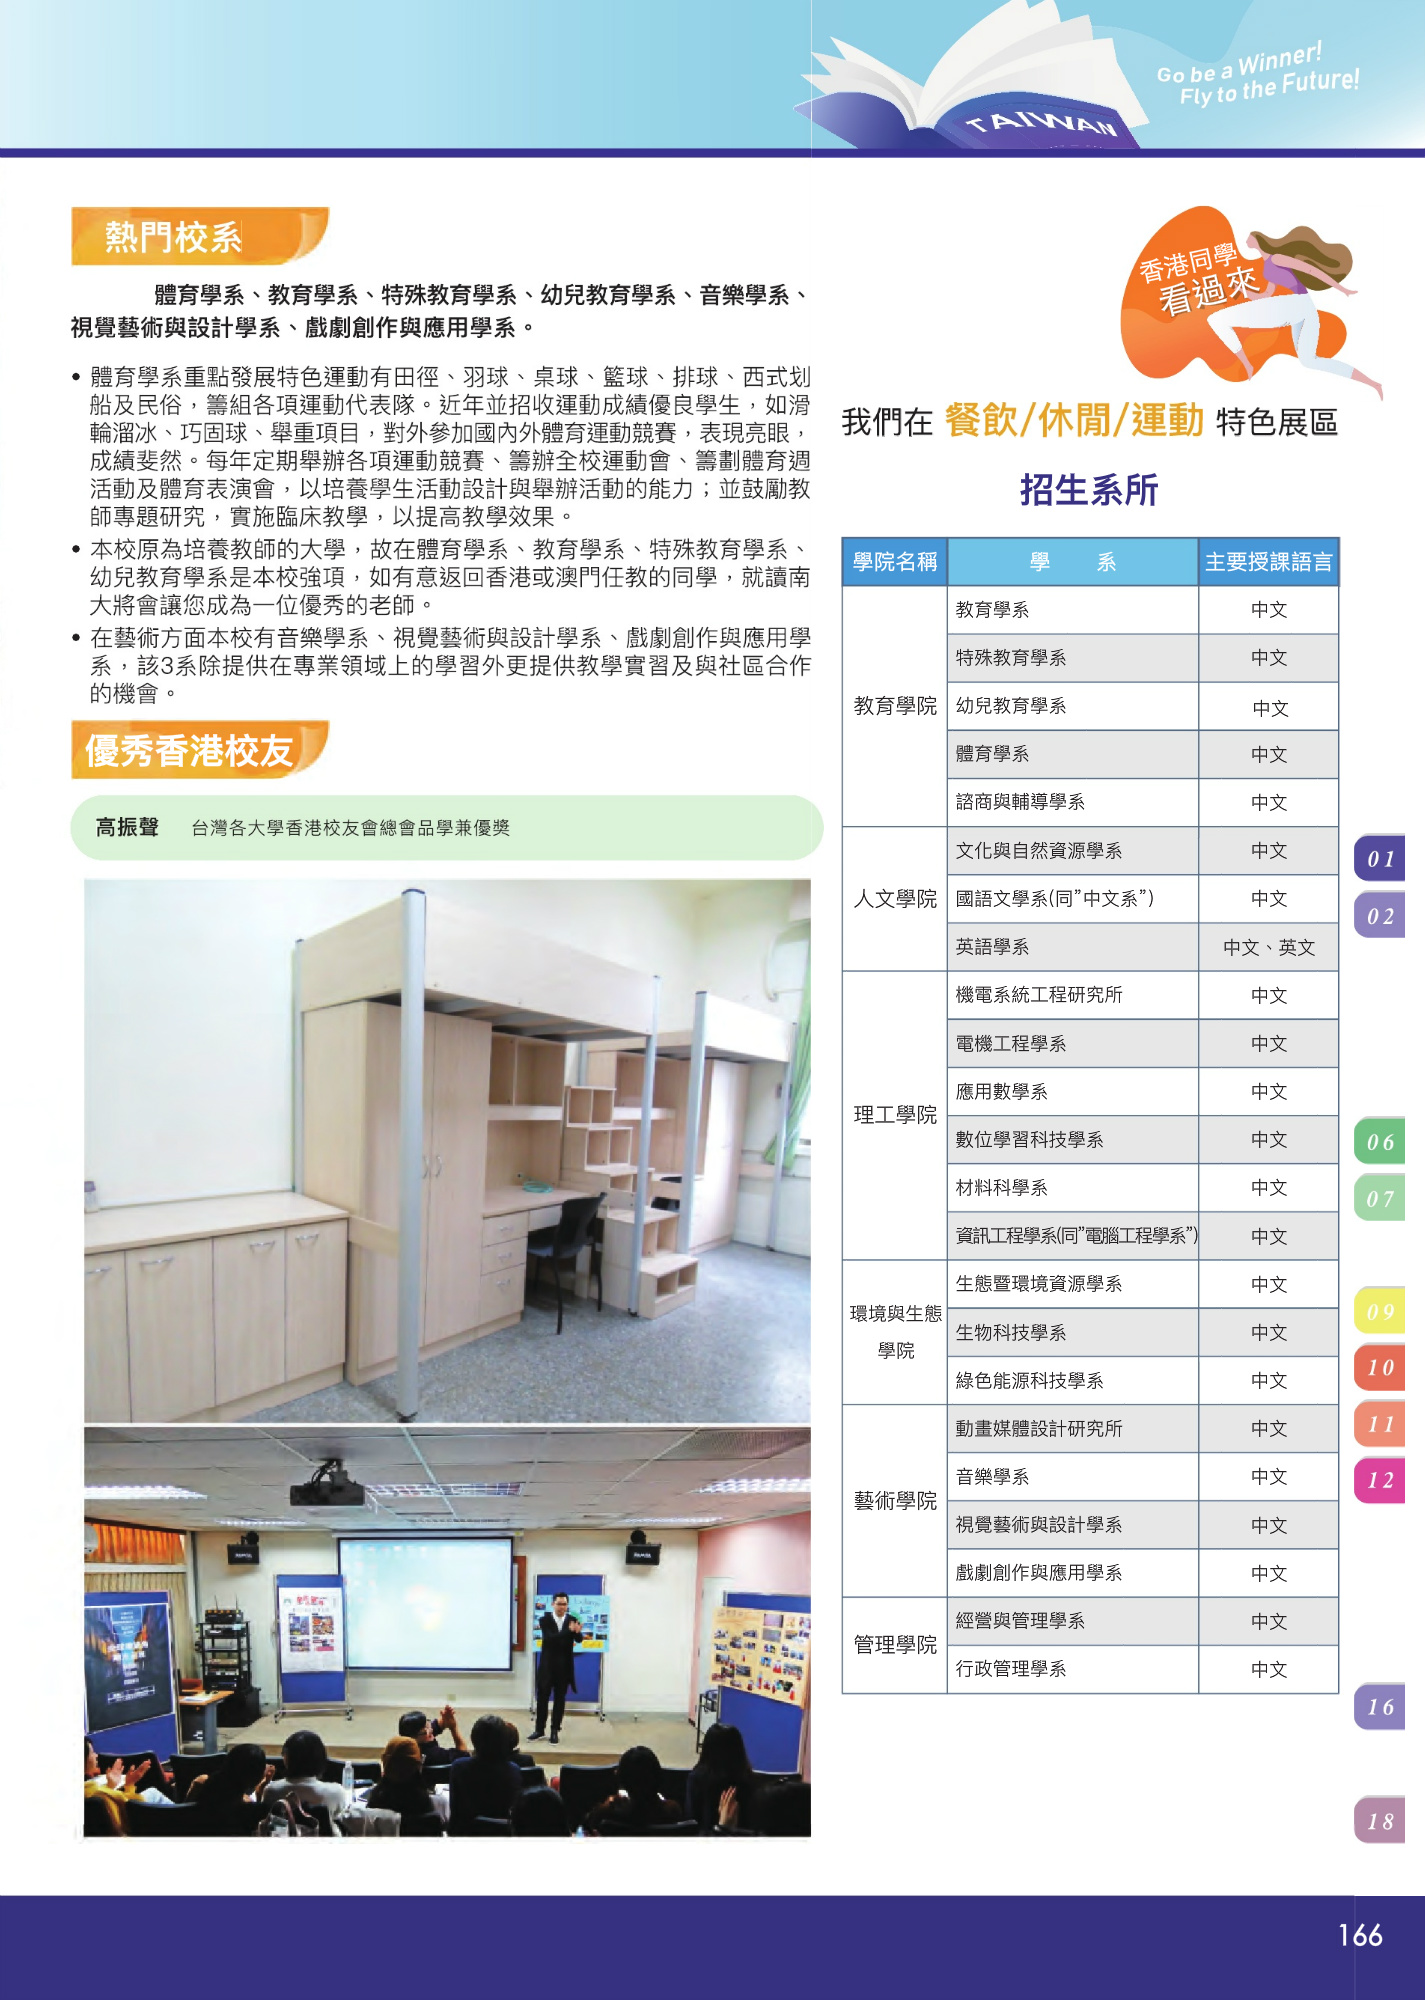 Go be a Winner!
Fly to the Future!
TAIWAN
熱門校系
體育學系、教育學系、特殊教育學系、幼兒教育學系、音樂學系、
視覺藝術與設計學系、戲劇創作與應用學系。
• 體育學系重點發展特色運動有田徑、羽球、桌球、籃球、排球、西式划
船及民俗，籌組各項運動代表隊。近年並招收運動成績優良學生，如滑
輪溜冰、巧固球、舉重項目，對外參加國內外體育運動競賽，表現亮眼，
成績斐然。每年定期舉辦各項運動競賽、籌辦全校運動會、籌劃體育週
活動及體育表演會，以培養學生活動設計與舉辦活動的能力；並鼓勵教
師專題研究，實施臨床教學，以提高教學效果。
• 本校原為培養教師的大學，故在體育學系、教育學系、特殊教育學系、
幼兒教育學系是本校強項，如有意返回香港或澳門任教的同學，就讀南
大將會讓您成為一位優秀的老師。
• 在藝術方面本校有音樂學系、視覺藝術與設計學系、戲劇創作與應用學
系，該3系除提供在專業領域上的學習外更提供教學實習及與社區合作
的機會。
優秀香港校友
高振聲 台灣各大學香港校友會總會品學兼優獎
香港同學
看過來
我們在 餐飲/休閒/運動 特色展區
招生系所
學院名稱 學 系 主要授課語言
教育學院
教育學系 中文
特殊教育學系 中文
幼兒教育學系 中文
體育學系 中文
諮商與輔導學系 中文
人文學院
文化與自然資源學系 中文
國語文學系(同”中文系”) 中文
英語學系 中文、英文
理工學院
機電系統工程研究所 中文
電機工程學系 中文
應用數學系 中文
數位學習科技學系 中文
材料科學系 中文
資訊工程學系(同”電腦工程學系”) 中文
環境與生態
學院
生態暨環境資源學系 中文
生物科技學系 中文
綠色能源科技學系 中文
藝術學院
動畫媒體設計研究所 中文
音樂學系 中文
視覺藝術與設計學系 中文
戲劇創作與應用學系 中文
管理學院
經營與管理學系 中文
行政管理學系 中文
01
02
06
07
09
10
11
12
16
18
166